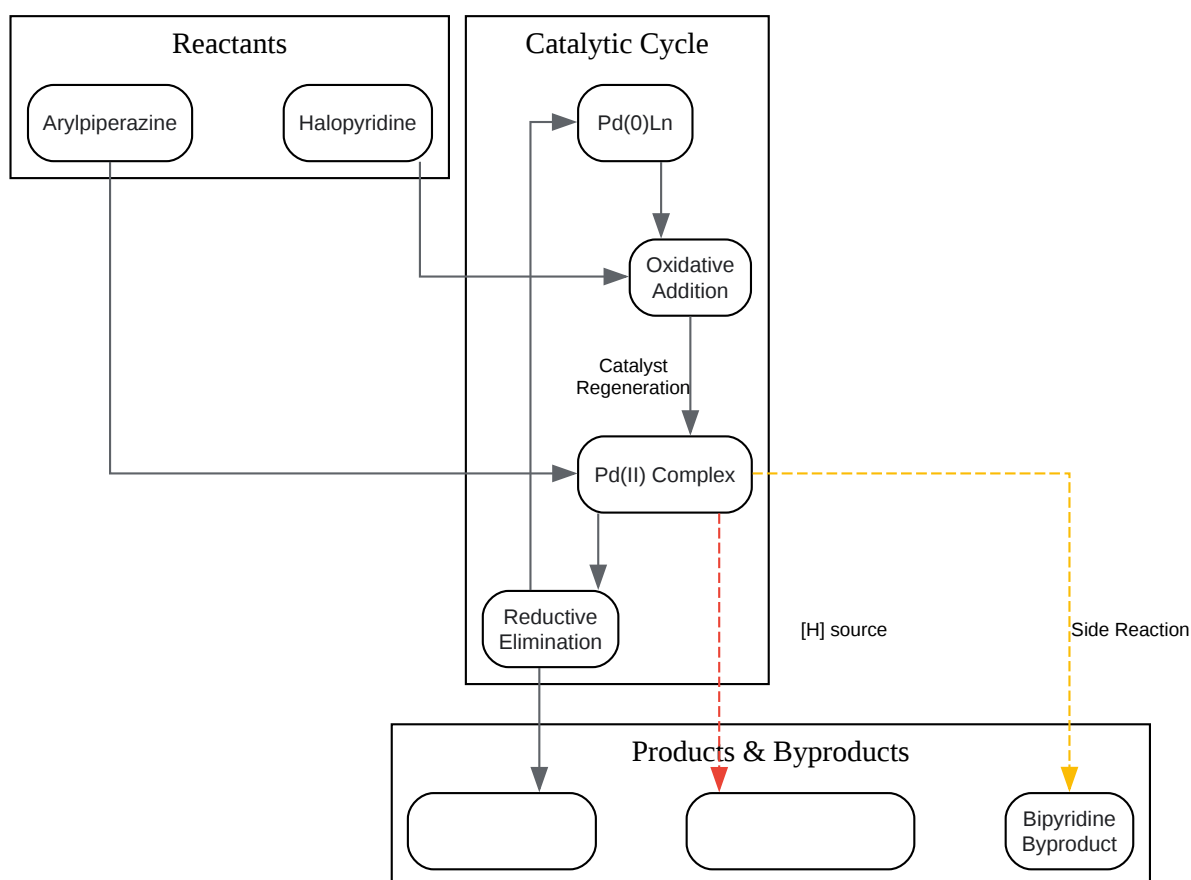 Reactants
Catalytic Cycle
Arylpiperazine
Halopyridine
Pd(0)Ln
Oxidative
Addition
Catalyst
Regeneration
Pd(II) Complex
Reductive
Elimination
[H] source
Side Reaction
Products & Byproducts
Bipyridine
Byproduct